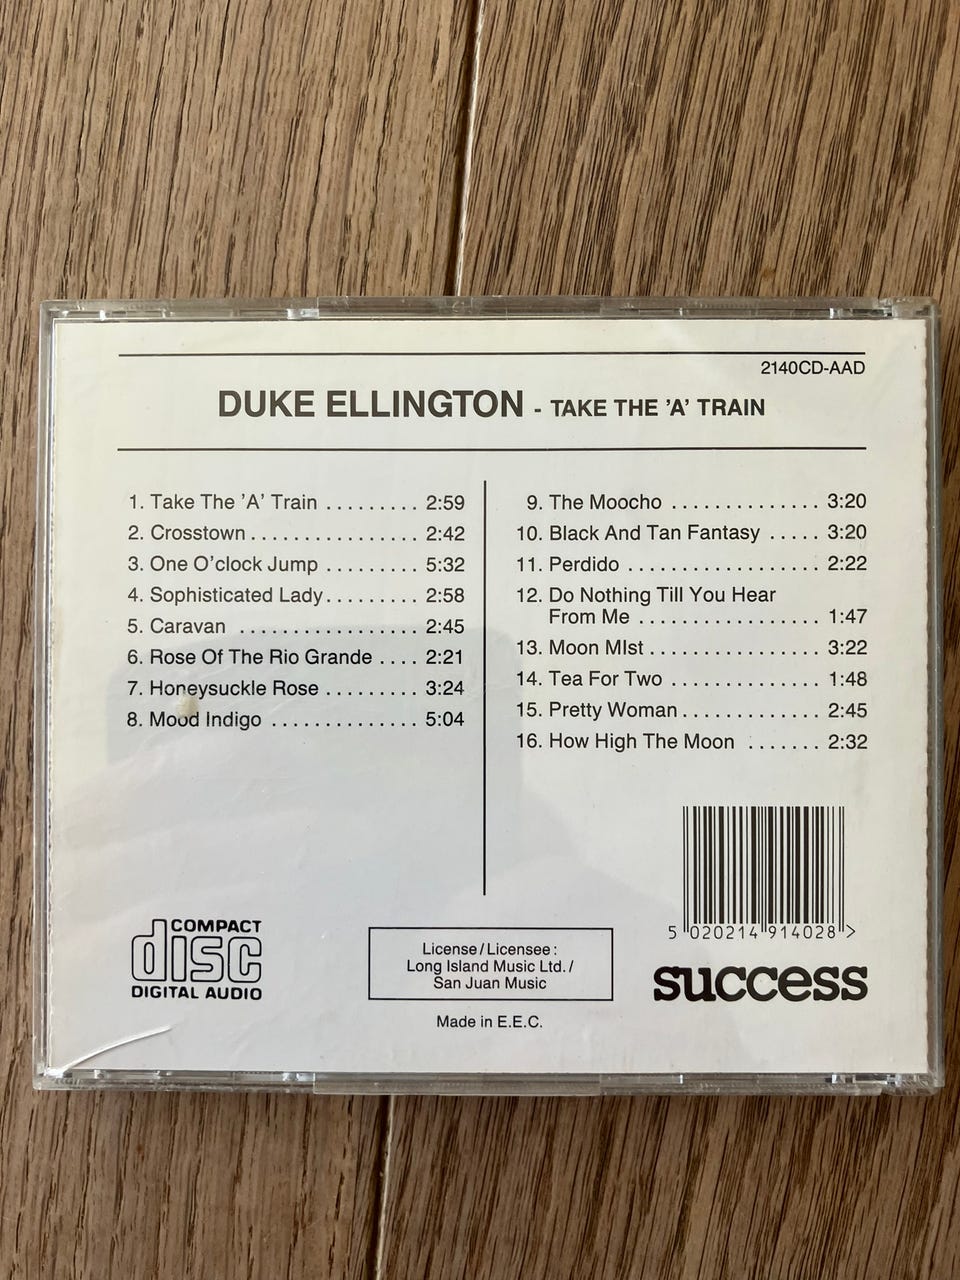 2140CD-AAD
DUKE ELLINGTON - TAKE THE 'A' TRAIN
1. Take The 'A' Train ......... 2:59
2. Crosstown ................ 2:42
3. One O'clock Jump ......... 5:32
4. Sophisticated Lady ......... 2:58
5. Caravan ................. 2:45
6. Rose Of The Rio Grande .... 2:21
7. Honeysuckle Rose ......... 3:24
8. Mood Indigo .............. 5:04
9. The Moocho .............. 3:20
10. Black And Tan Fantasy ..... 3:20
11. Perdido .................. 2:22
12. Do Nothing Till You Hear
From Me ................. 1:47
13. Moon MIst ................ 3:22
14. Tea For Two .............. 1:48
15. Pretty Woman ............. 2:45
16. How High The Moon ....... 2:32
5 020214 914028 >
COMPACT
disc
DIGITAL AUDIO
License/Licensee:
Long Island Music Ltd./
San Juan Music
Made in E.E.C.
success